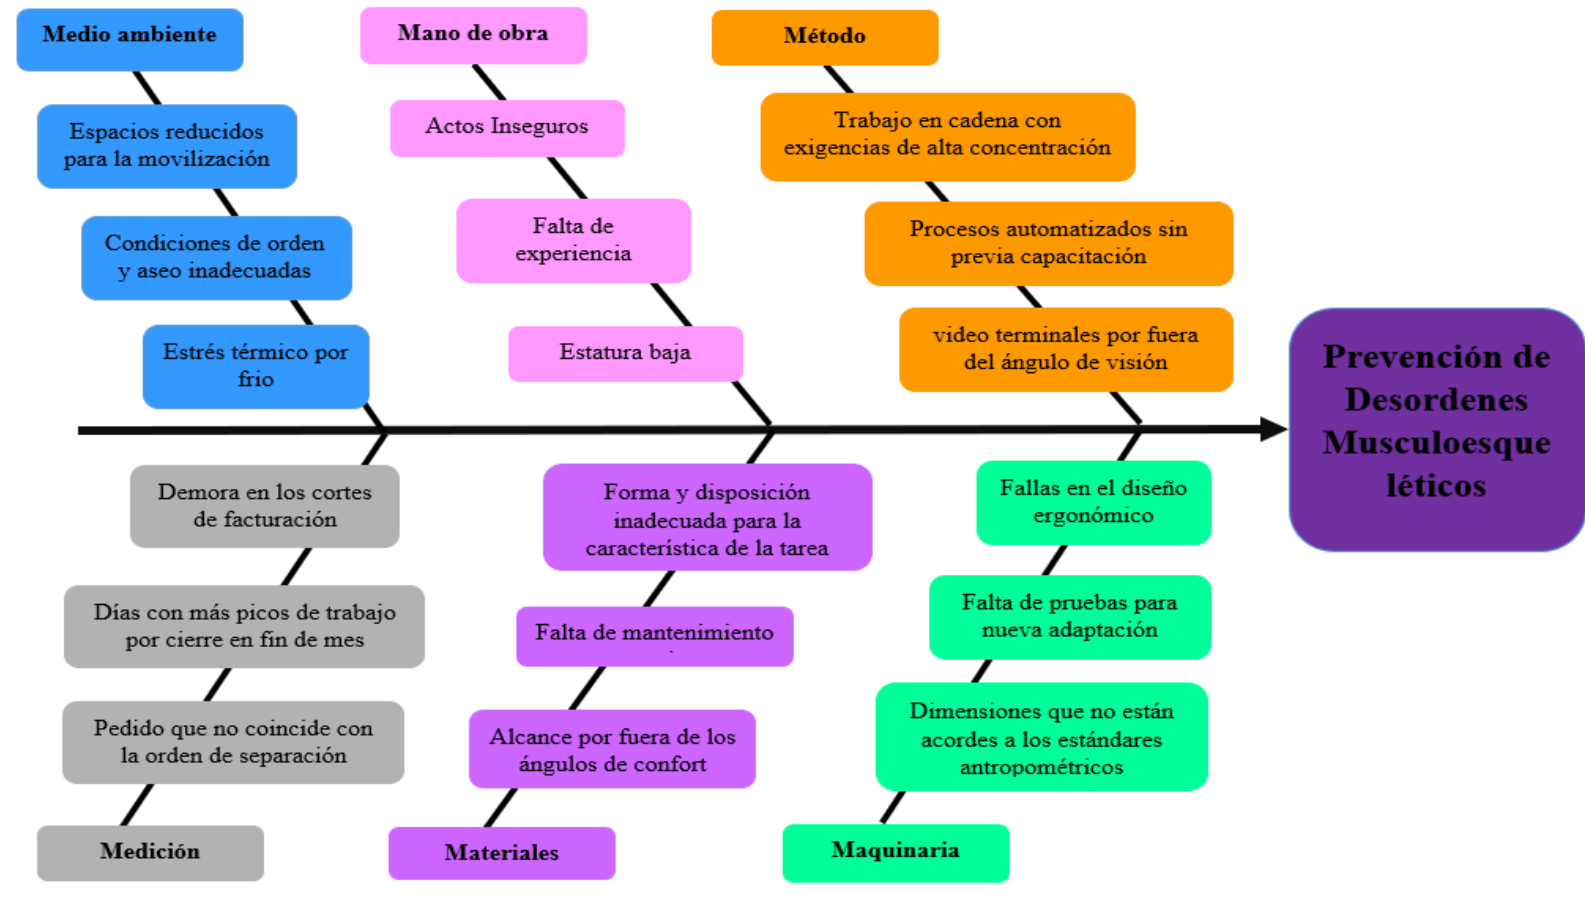 Medio ambiente
Espacios reducidos
para la movilización
Condiciones de orden
y aseo inadecuadas
Estrés térmico por
frio
Mano de obra
Actos Inseguros
Falta de
experiencia
Estatura baja
Método
Trabajo en cadena con
exigencias de alta concentración
Procesos automatizados sin
previa capacitación
video terminales por fuera
del ángulo de visión
Prevención de
Desordenes
Musculoesque
léticos
Demora en los cortes
de facturación
Días con más picos de trabajo
por cierre en fin de mes
Pedido que no coincide con
la orden de separación
Medición
Forma y disposición
inadecuada para la
característica de la tarea
Falta de mantenimiento
.
Alcance por fuera de los
ángulos de confort
Materiales
Fallas en el diseño
ergonómico
Falta de pruebas para
nueva adaptación
Dimensiones que no están
acordes a los estándares
antropométricos
Maquinaria